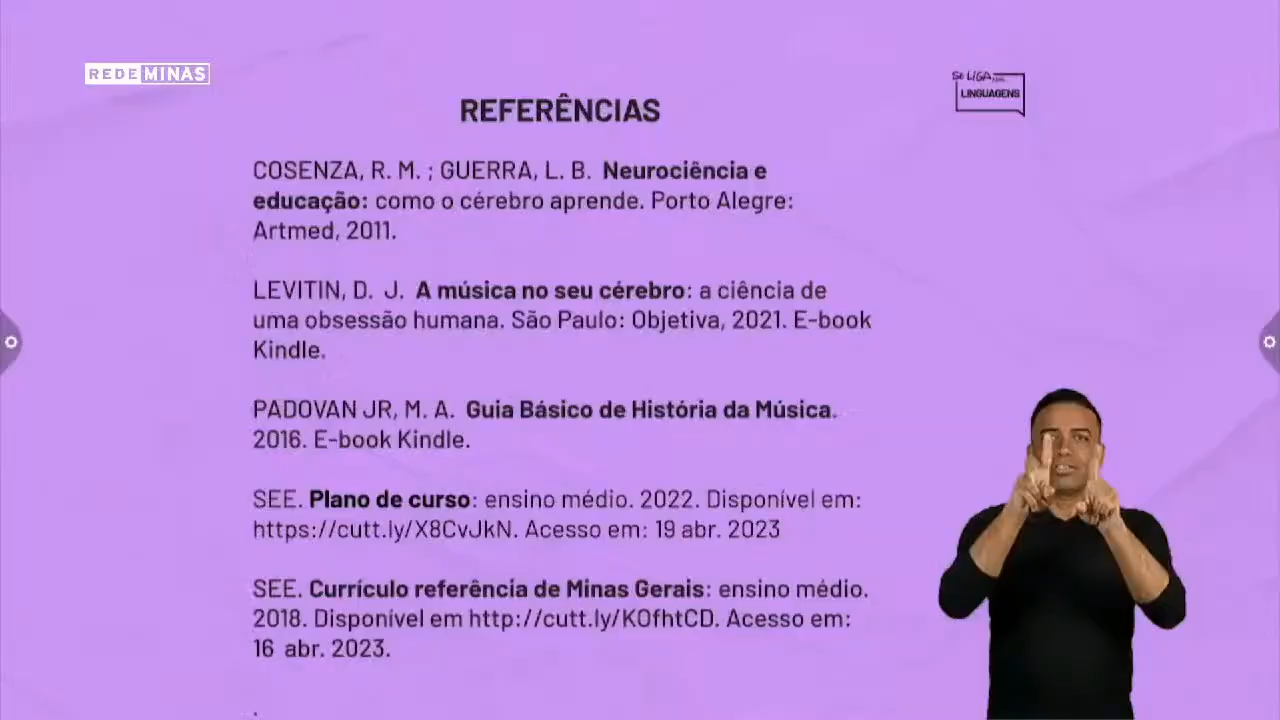 REDE MINAS
SE LIGA
LINGUAGENS
REFERÊNCIAS
COSENZA, R. M. ; GUERRA, L. B. Neurociência e
educação: como o cérebro aprende. Porto Alegre:
Artmed, 2011.
LEVITIN, D. J. A música no seu cérebro: a ciência de
uma obsessão humana. São Paulo: Objetiva, 2021. E-book
Kindle.
PADOVAN JR, M. A. Guia Básico de História da Música.
2016. E-book Kindle.
SEE. Plano de curso: ensino médio. 2022. Disponível em:
https://cutt.ly/X8CvJkN. Acesso em: 19 abr. 2023
SEE. Currículo referência de Minas Gerais: ensino médio.
2018. Disponível em http://cutt.ly/KOfhtCD. Acesso em:
16 abr. 2023.
.